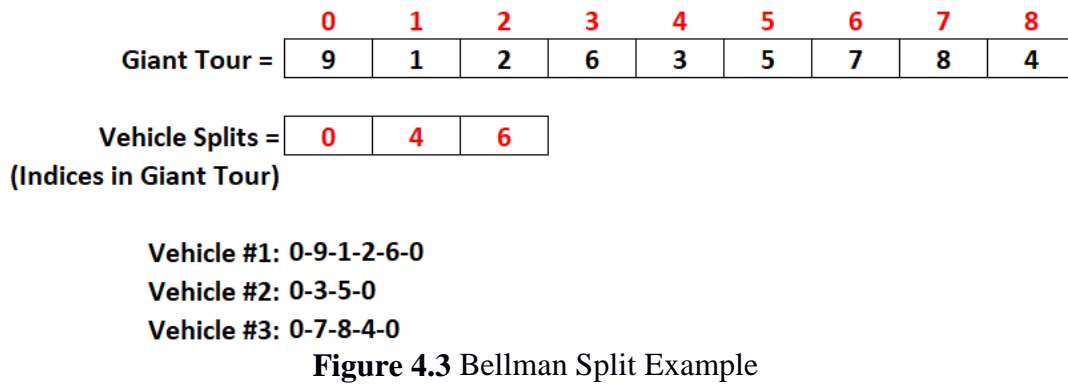 0 1 2 3 4 5 6 7 8
Giant Tour = 9 1 2 6 3 5 7 8 4
Vehicle Splits = 0 4 6
(Indices in Giant Tour)
Vehicle #1: 0-9-1-2-6-0
Vehicle #2: 0-3-5-0
Vehicle #3: 0-7-8-4-0
Figure 4.3 Bellman Split Example